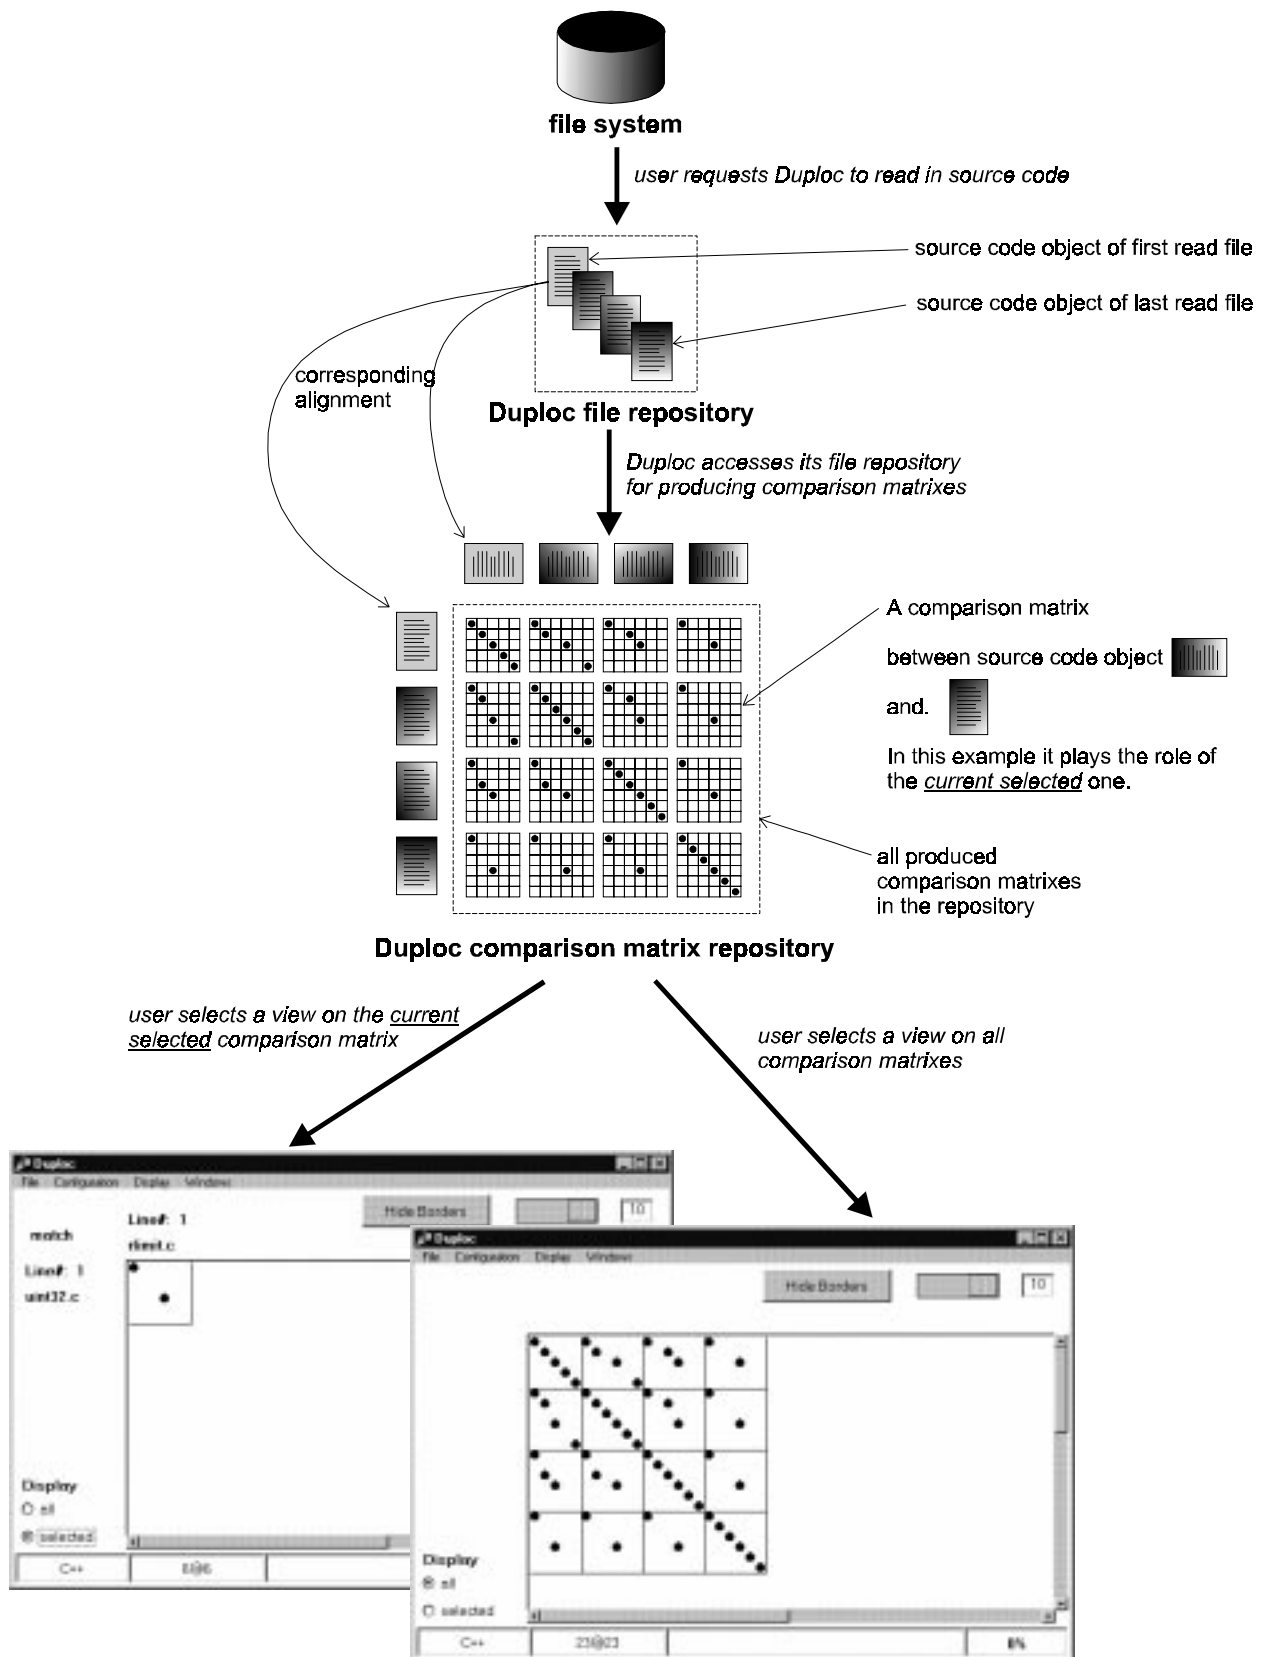 file system
user requests Duploc to read in source code
source code object of first read file
source code object of last read file
corresponding
alignment
Duploc file repository
Duploc accesses its file repository
for producing comparison matrixes
A comparison matrix
between source code object
and.
In this example it plays the role of
the current selected one.
all produced
comparison matrixes
in the repository
Duploc comparison matrix repository
user selects a view on the current
selected comparison matrix
user selects a view on all
comparison matrixes
Duploc
File Configuration Display Windows
Hide Borders
10
match
Line#: 1
rlimit.c
Line#: 1
uint32.c
Display
all
selected
C++
Duploc
File Configuration Display Windows
Hide Borders
10
Display
all
selected
C++
23@23